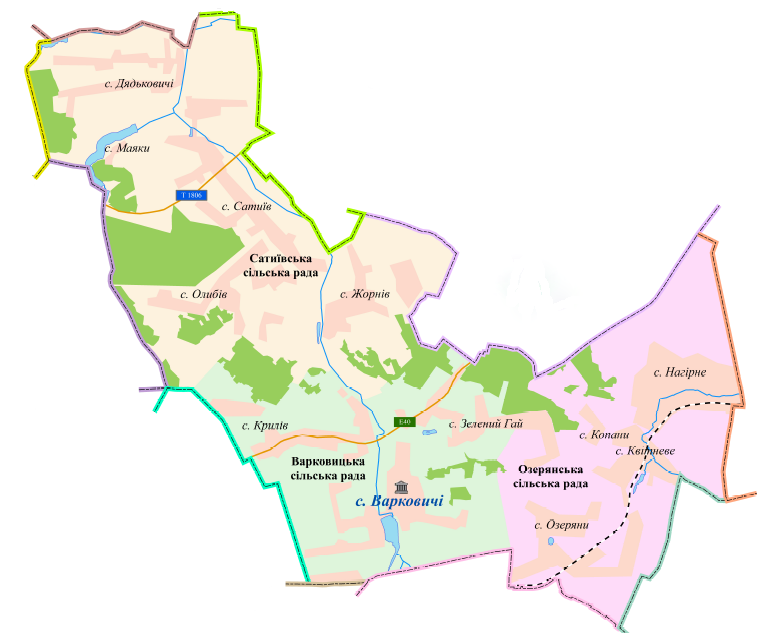 с. Дядьковичі
с. Маяки
Т 1806
с. Сатиїв
Сатиївська
сільська рада
с. Олибів
с. Жорнів
с. Нагірне
Е40
с. Крилів
с. Зелений Гай
с. Копани
с. Квітневе
Варковицька
сільська рада
Озерянська
сільська рада
с. Варковичі
с. Озеряни